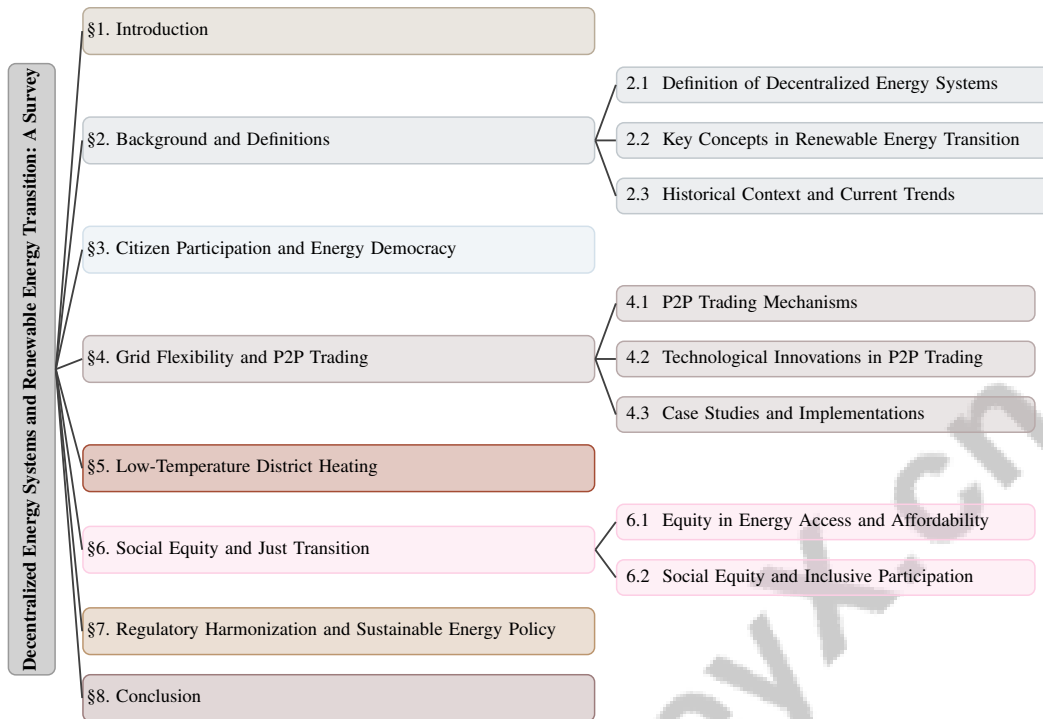 Decentralized Energy Systems and Renewable Energy Transition: A Survey
§1. Introduction
§2. Background and Definitions
2.1 Definition of Decentralized Energy Systems
2.2 Key Concepts in Renewable Energy Transition
2.3 Historical Context and Current Trends
§3. Citizen Participation and Energy Democracy
§4. Grid Flexibility and P2P Trading
4.1 P2P Trading Mechanisms
4.2 Technological Innovations in P2P Trading
4.3 Case Studies and Implementations
§5. Low-Temperature District Heating
§6. Social Equity and Just Transition
6.1 Equity in Energy Access and Affordability
6.2 Social Equity and Inclusive Participation
§7. Regulatory Harmonization and Sustainable Energy Policy
§8. Conclusion